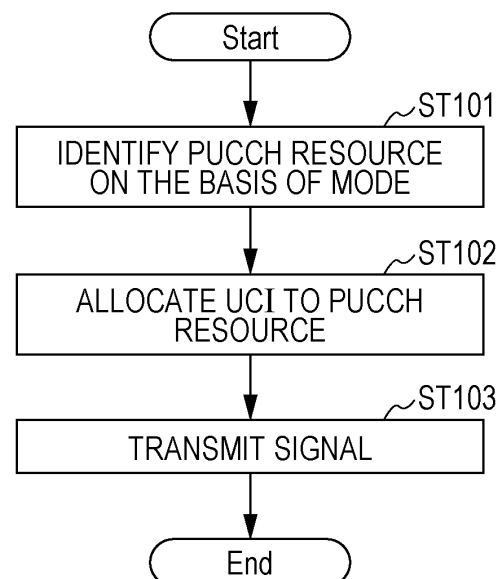 Start
ST101
IDENTIFY PUCCH RESOURCE
ON THE BASIS OF MODE
ST102
ALLOCATE UCI TO PUCCH
RESOURCE
ST103
TRANSMIT SIGNAL
End